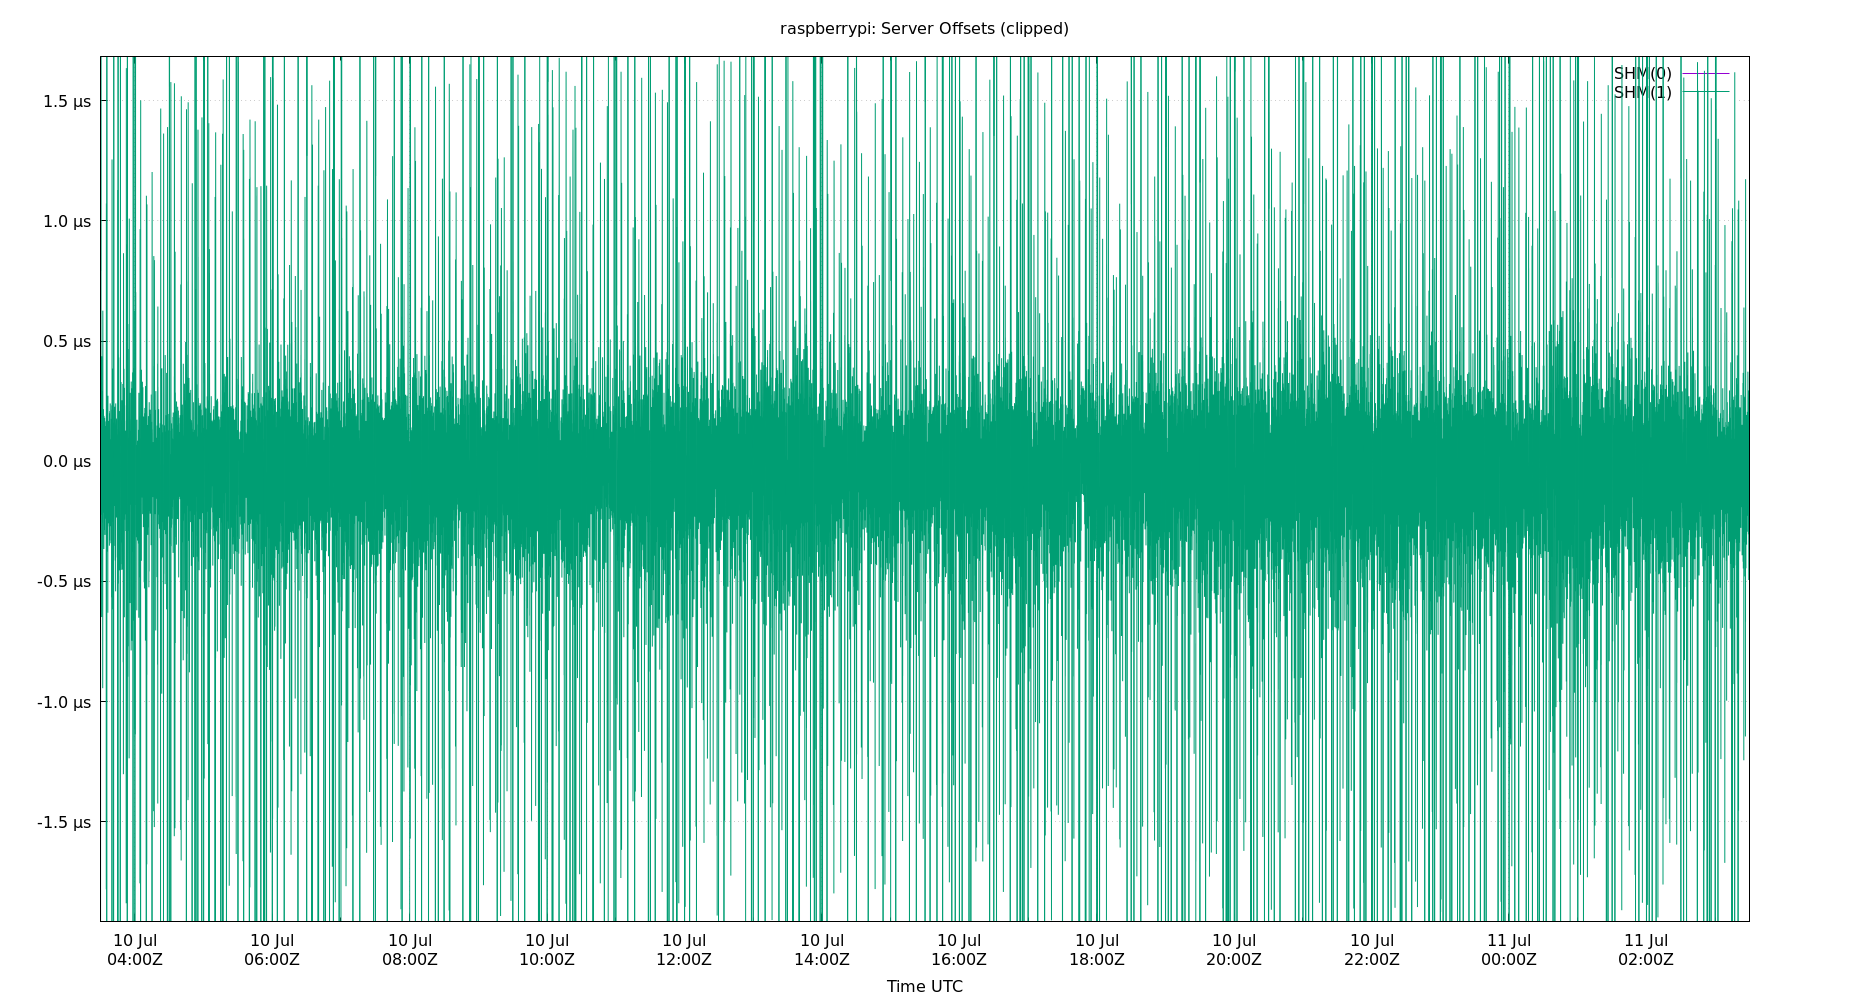 raspberrypi: Server Offsets (clipped)
SHM(0)
SHM(1)
1.5 µs
1.0 µs
0.5 µs
0.0 µs
-0.5 µs
-1.0 µs
-1.5 µs
10 Jul 10 Jul 10 Jul 10 Jul 10 Jul 10 Jul 10 Jul 10 Jul 10 Jul 10 Jul 11 Jul 11 Jul
04:00Z 06:00Z 08:00Z 10:00Z 12:00Z 14:00Z 16:00Z 18:00Z 20:00Z 22:00Z 00:00Z 02:00Z
Time UTC